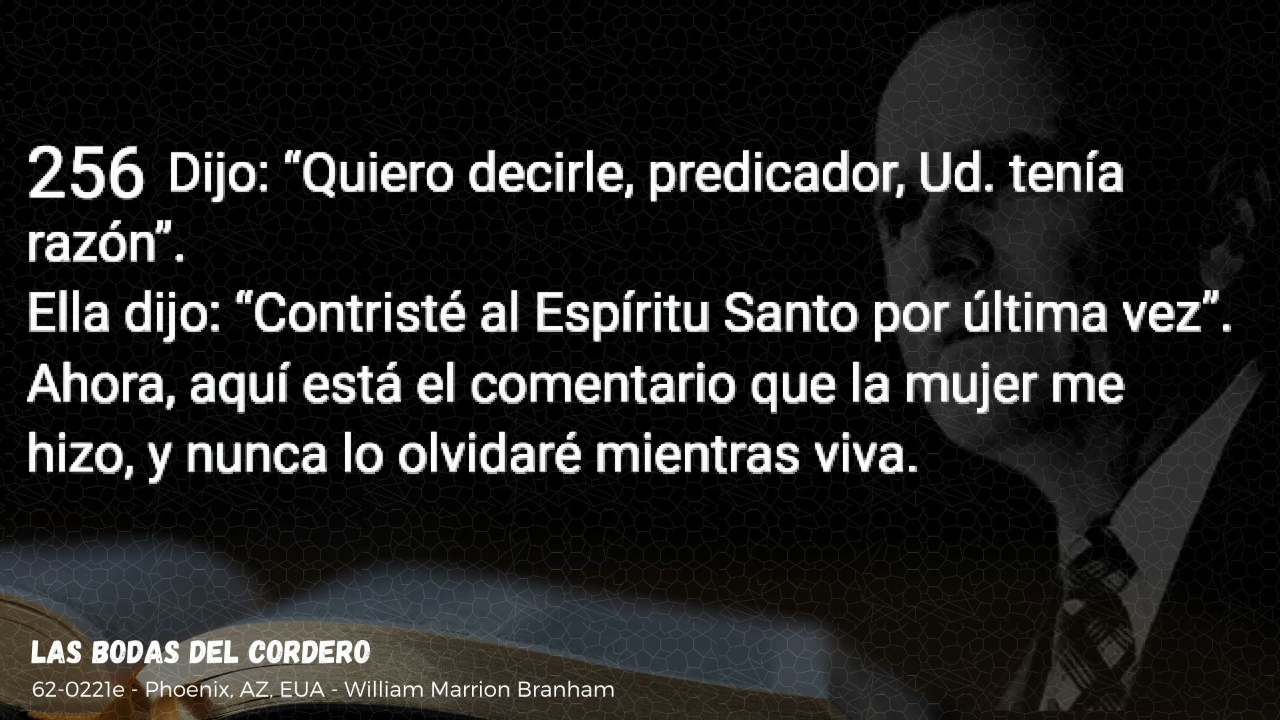 256 Dijo: “Quiero decirle, predicador, Ud. tenía
razón”.
Ella dijo: “Contristé al Espíritu Santo por última vez”.
Ahora, aquí está el comentario que la mujer me
hizo, y nunca lo olvidaré mientras viva.
LAS BODAS DEL CORDERO
62-0221e - Phoenix, AZ, EUA - William Marrion Branham